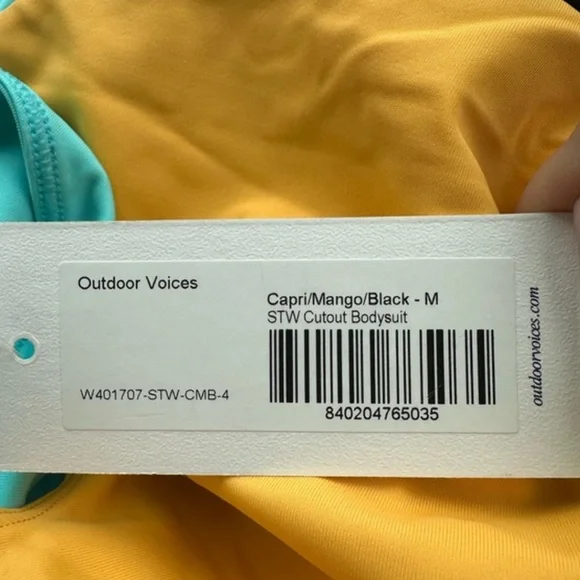 Outdoor Voices
Capri/Mango/Black - M
STW Cutout Bodysuit
W401707-STW-CMB-4
840204765035
outdoorvoices.com